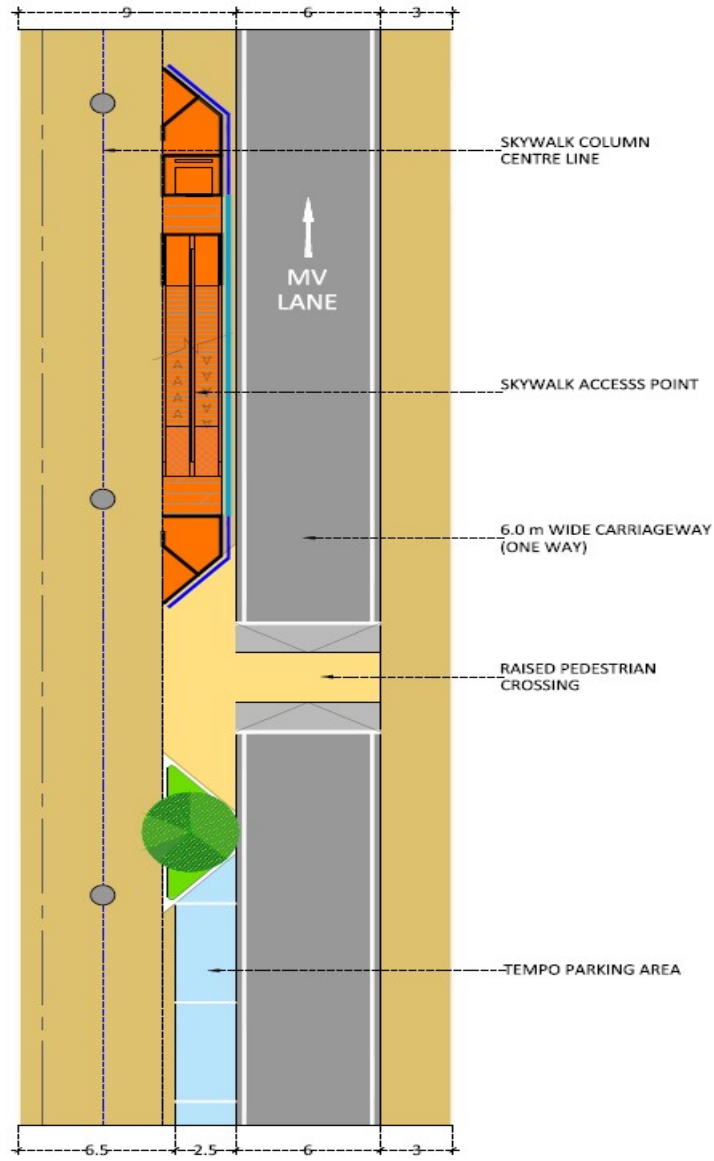 9 6 3
SKYWALK COLUMN
CENTRE LINE
MV
LANE
SKYWALK ACCESSS POINT
6.0 m WIDE CARRIAGEWAY
(ONE WAY)
RAISED PEDESTRIAN
CROSSING
TEMPO PARKING AREA
6.5 2.5 6 3